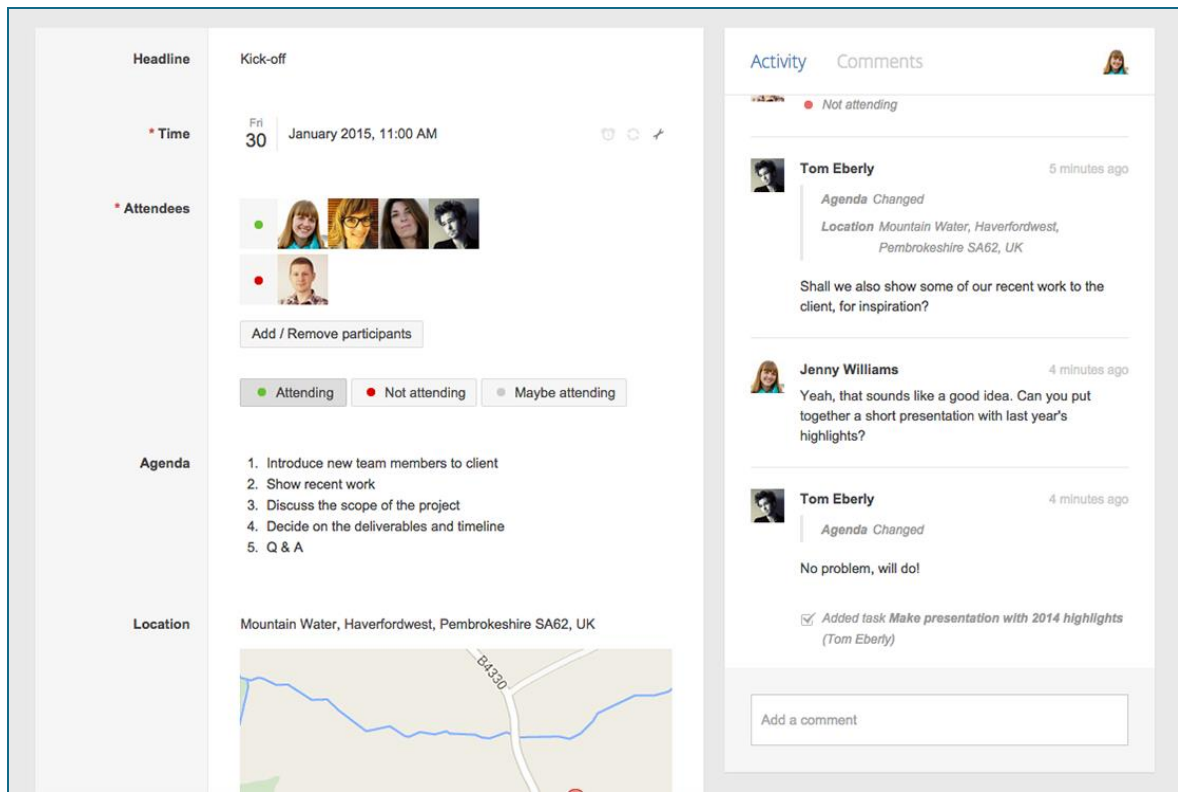 Headline
Kick-off
* Time
Fri
30
January 2015, 11:00 AM
* Attendees
Add / Remove participants
Attending
Not attending
Maybe attending
Agenda
1. Introduce new team members to client
2. Show recent work
3. Discuss the scope of the project
4. Decide on the deliverables and timeline
5. Q & A
Location
Mountain Water, Haverfordwest, Pembrokeshire SA62, UK
B4330
Activity
Comments
Not attending
Tom Eberly
5 minutes ago
Agenda Changed
Location Mountain Water, Haverfordwest,
Pembrokeshire SA62, UK
Shall we also show some of our recent work to the
client, for inspiration?
Jenny Williams
4 minutes ago
Yeah, that sounds like a good idea. Can you put
together a short presentation with last year's
highlights?
Tom Eberly
4 minutes ago
Agenda Changed
No problem, will do!
Added task Make presentation with 2014 highlights
(Tom Eberly)
Add a comment